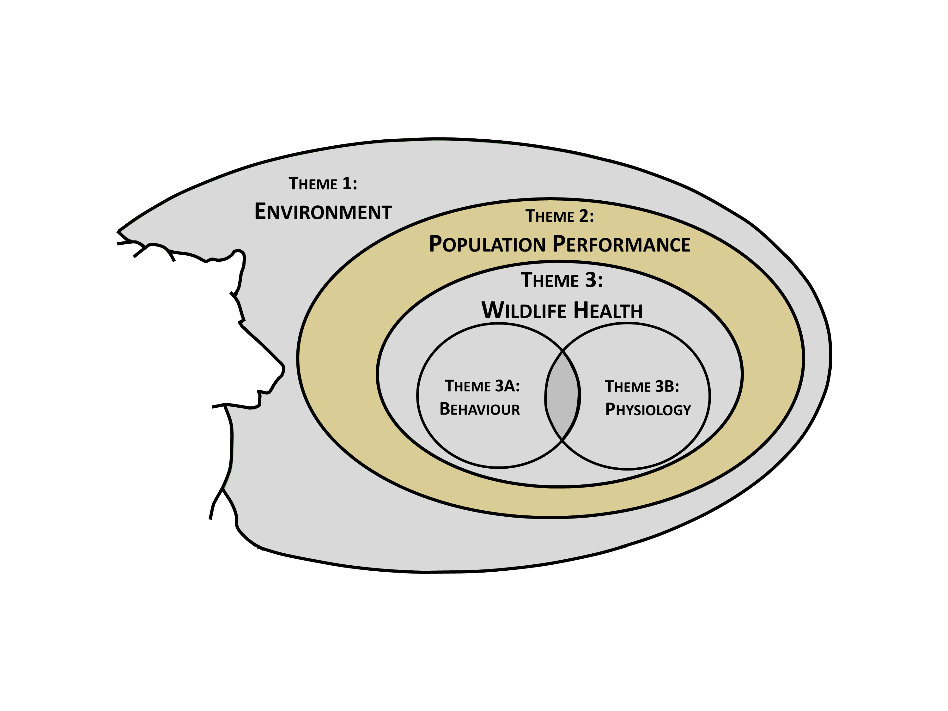 Theme 1:
Environment
Theme 2:
Population Performance
Theme 3:
Wildlife Health
Theme 3A:
Behaviour
Theme 3B:
Physiology